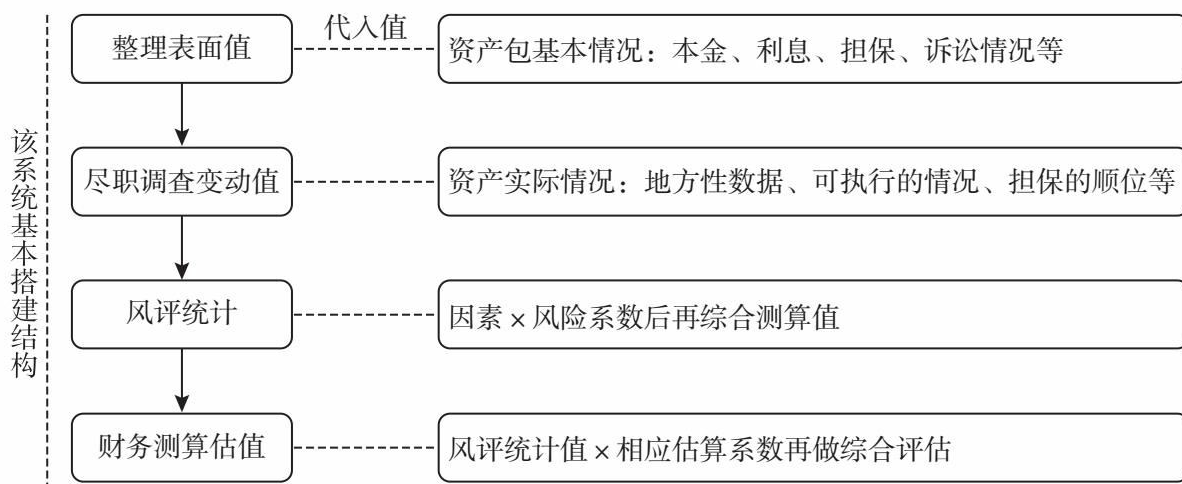 该系统基本搭建结构
整理表面值
代入值
资产包基本情况：本金、利息、担保、诉讼情况等
尽职调查变动值
资产实际情况：地方性数据、可执行的情况、担保的顺位等
风评统计
因素×风险系数后再综合测算值
财务测算估值
风评统计值×相应估算系数再做综合评估